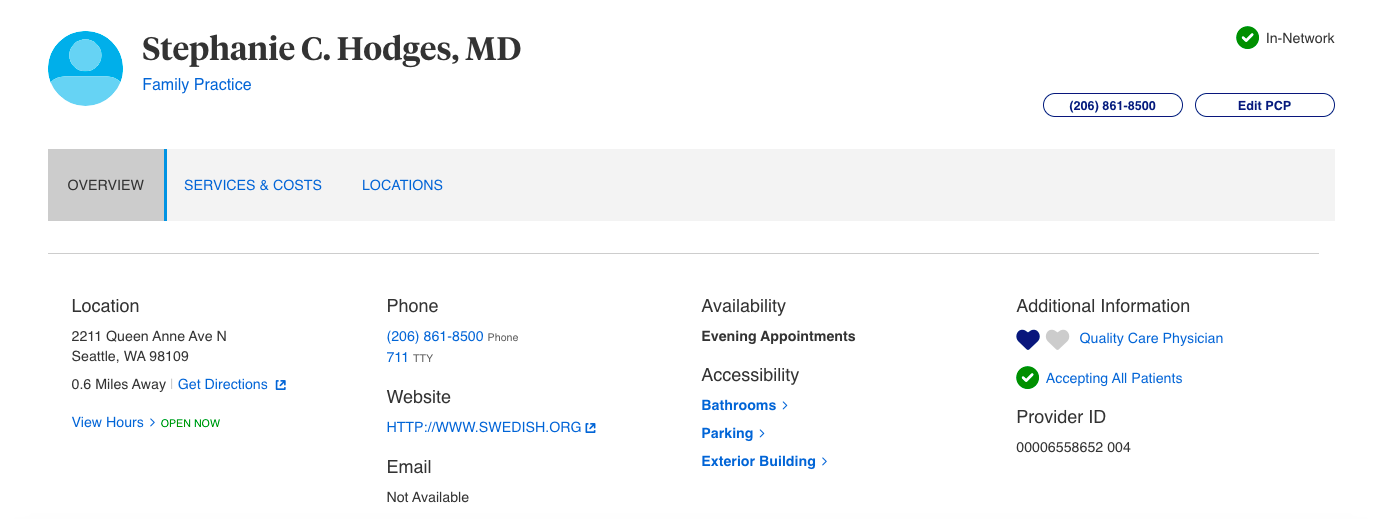 Stephanie C. Hodges, MD
Family Practice
In-Network
(206) 861-8500
Edit PCP
OVERVIEW
SERVICES & COSTS
LOCATIONS
Location
2211 Queen Anne Ave N
Seattle, WA 98109
0.6 Miles Away | Get Directions
View Hours > OPEN NOW
Phone
(206) 861-8500 Phone
711 TTY
Website
HTTP://WWW.SWEDISH.ORG
Email
Not Available
Availability
Evening Appointments
Accessibility
Bathrooms >
Parking >
Exterior Building >
Additional Information
Quality Care Physician
Accepting All Patients
Provider ID
00006558652 004